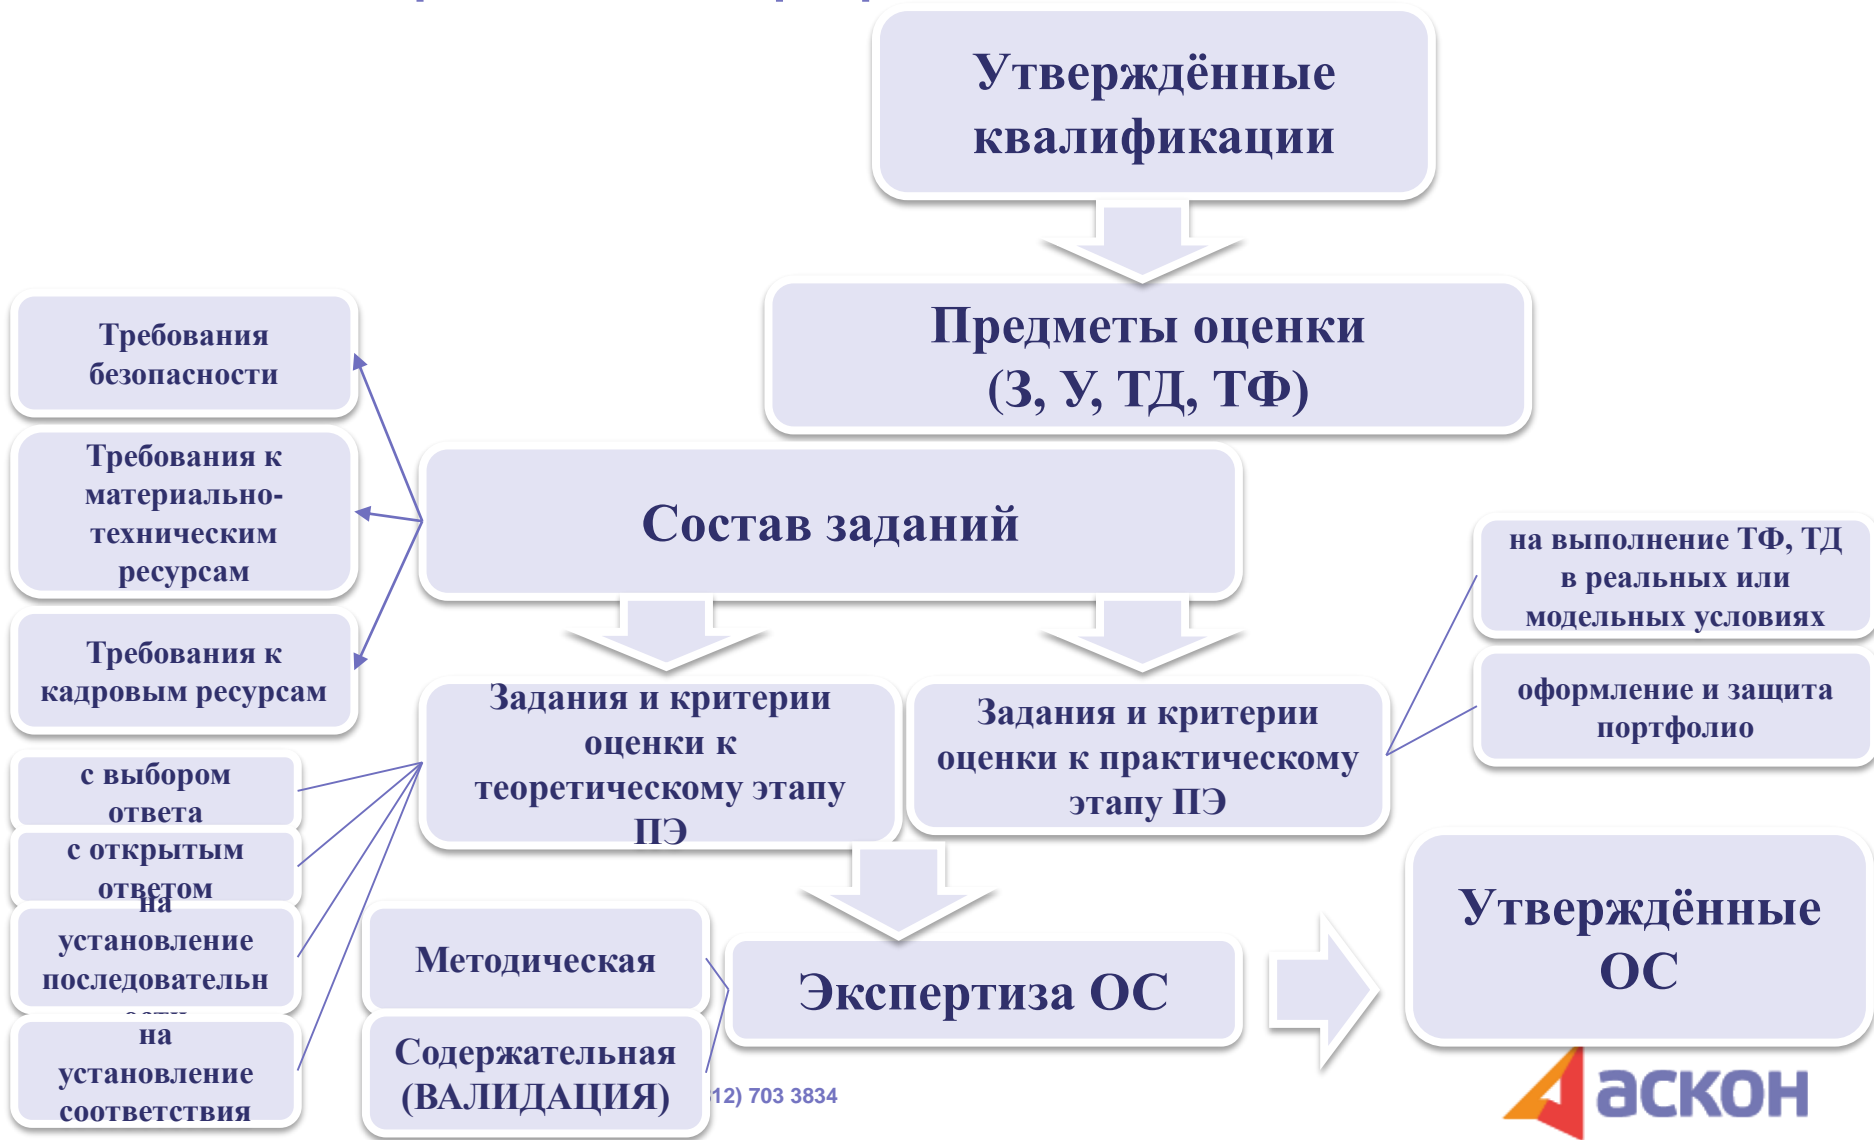 Утверждённые
квалификации
Предметы оценки
(З, У, ТД, ТФ)
Требования
безопасности
Требования к
материально-
техническим
ресурсам
Требования к
кадровым ресурсам
Состав заданий
на выполнение ТФ, ТД
в реальных или
модельных условиях
оформление и защита
портфолио
Задания и критерии
оценки к
теоретическому этапу
ПЭ
Задания и критерии
оценки к практическому
этапу ПЭ
с выбором
ответа
с открытым
ответом
на
установление
последовательн
ости
на
установление
соответствия
Методическая
Содержательная
(ВАЛИДАЦИЯ)
Экспертиза ОС
Утверждённые
ОС
12) 703 3834
аскон